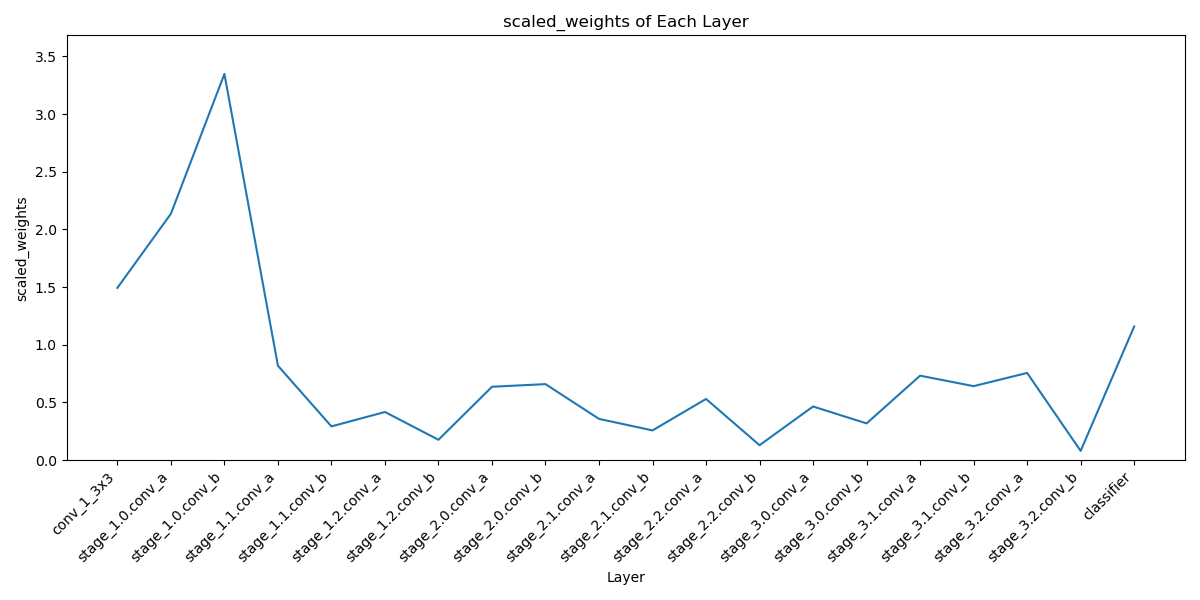 scaled_weights of Each Layer
scaled_weights
3.5
3.0
2.5
2.0
1.5
1.0
0.5
0.0
conv_1_3x3
stage_1.0.conv_a
stage_1.0.conv_b
stage_1.1.conv_a
stage_1.1.conv_b
stage_1.2.conv_a
stage_1.2.conv_b
stage_2.0.conv_a
stage_2.0.conv_b
stage_2.1.conv_a
stage_2.1.conv_b
stage_2.2.conv_a
stage_2.2.conv_b
stage_3.0.conv_a
stage_3.0.conv_b
stage_3.1.conv_a
stage_3.1.conv_b
stage_3.2.conv_a
stage_3.2.conv_b
classifier
Layer